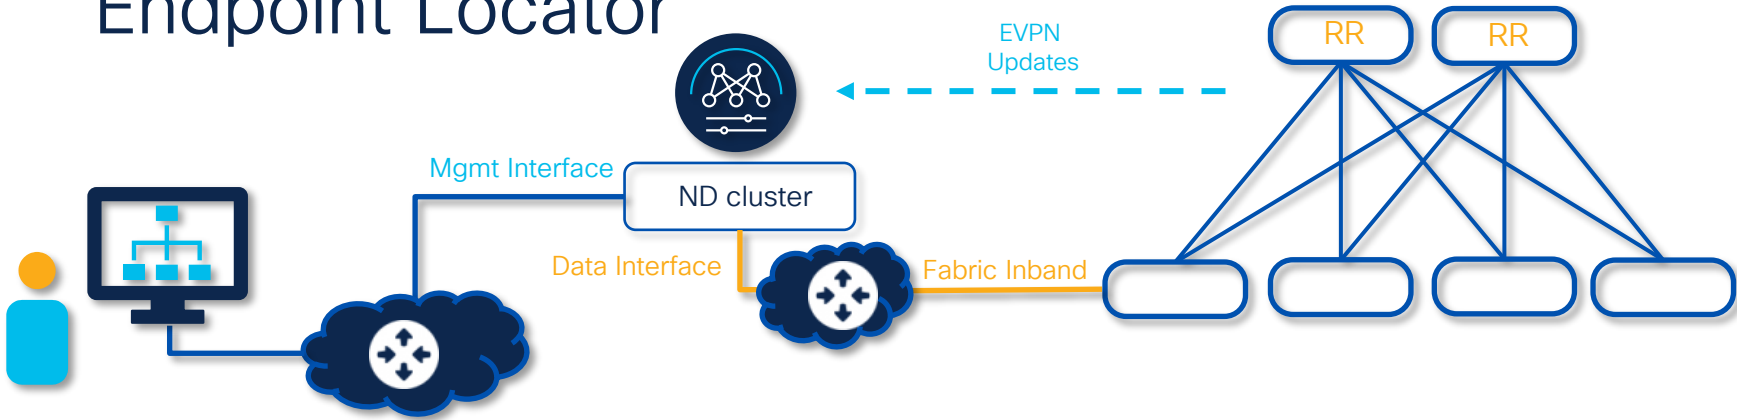 Endpoint Locator
EVPN
Updates
RR
RR
Mgmt Interface
ND cluster
Data Interface
Fabric Inband